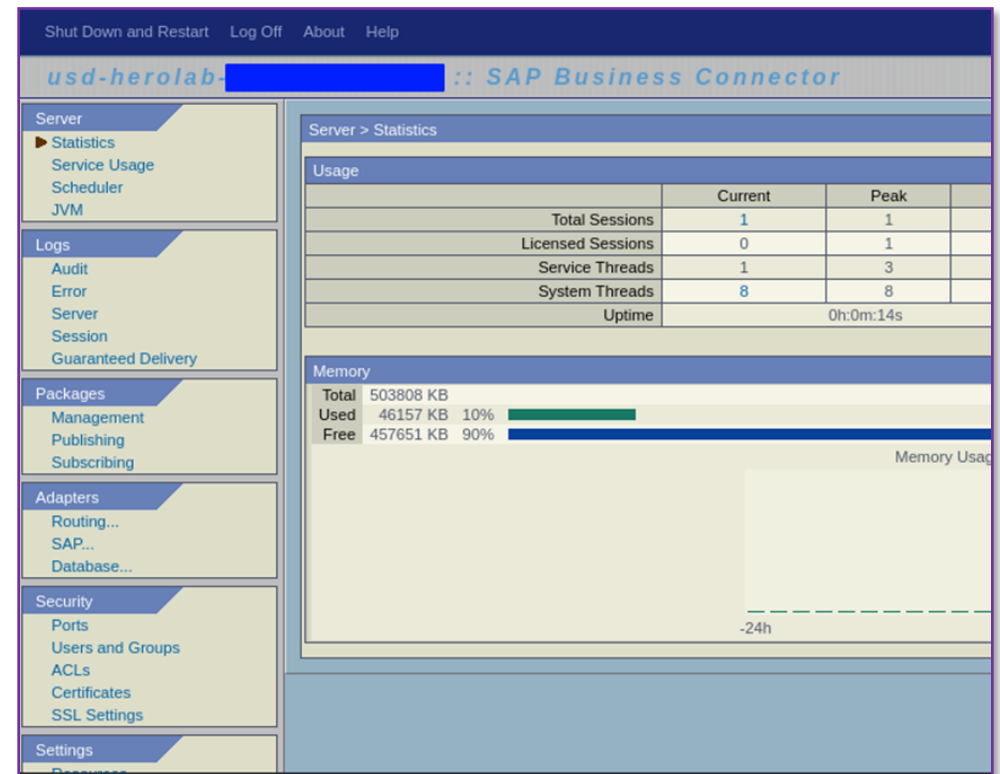 Shut Down and Restart Log Off About Help
usd-herolab- :: SAP Business Connector
Server
Statistics
Service Usage
Scheduler
JVM
Logs
Audit
Error
Server
Session
Guaranteed Delivery
Packages
Management
Publishing
Subscribing
Adapters
Routing...
SAP...
Database...
Security
Ports
Users and Groups
ACLs
Certificates
SSL Settings
Settings
Server > Statistics
Usage
Current Peak
Total Sessions 1 1
Licensed Sessions 0 1
Service Threads 1 3
System Threads 8 8
Uptime 0h:0m:14s
Memory
Total 503808 KB
Used 46157 KB 10%
Free 457651 KB 90%
Memory Usag
-24h